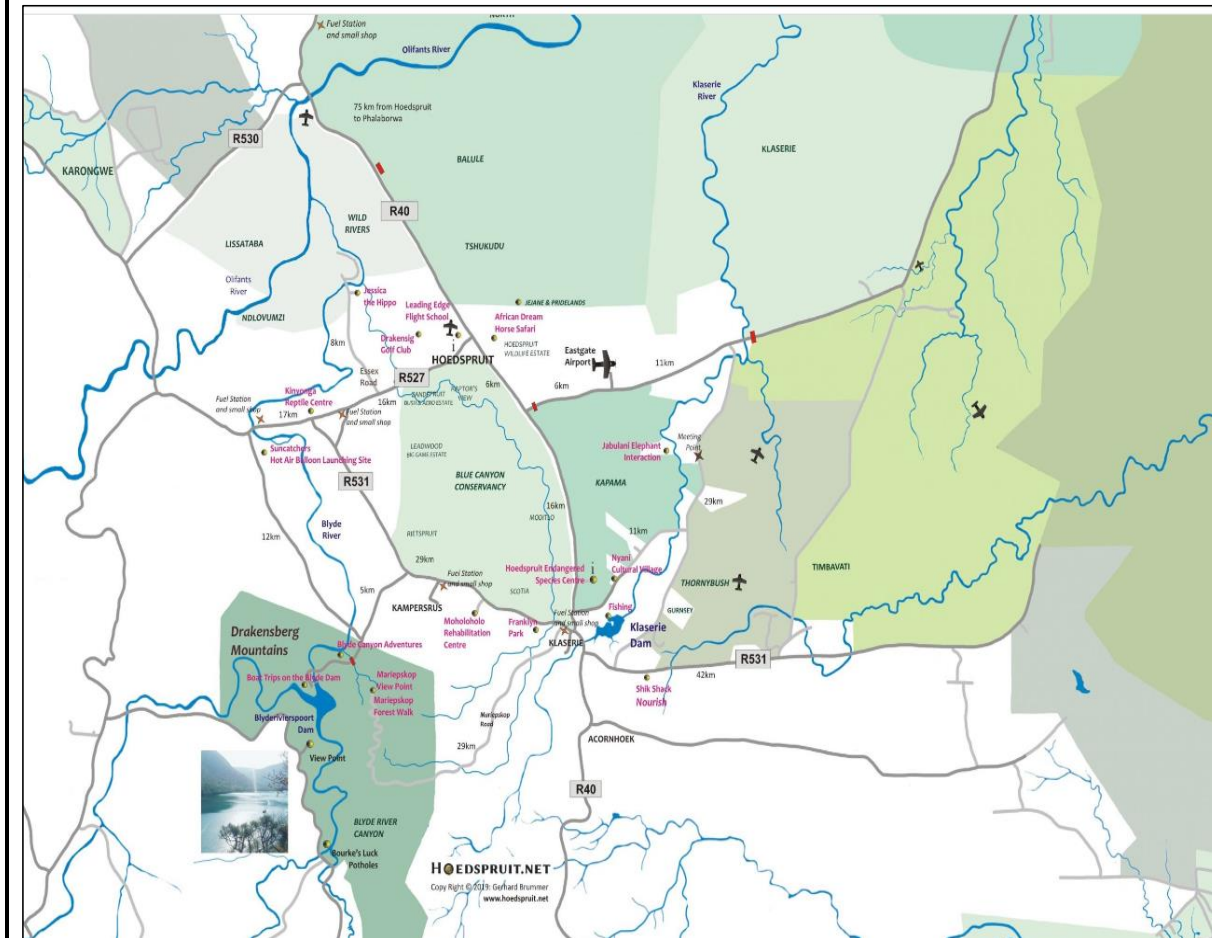 Fuel Station
and small shop
NORTH
Olifants River
75 km from Hoedspruit
to Phalaborwa
Klaserie
River
R530
KARONGWE
BALULE
KLASERIE
R40
WILD
RIVERS
LISSATABA
TSHUKUDU
Olifants
River
NDLOVUMZI
Jessica
the Hippo
Leading Edge
Flight School
JEJANE & PRIDELANDS
African Dream
Horse Safari
Drakensig
Golf Club
i
HOEDSPRUIT
HOEDSPRUIT
WILDLIFE ESTATE
Eastgate
Airport
11km
8km
Essex
Road
R527
6km
6km
RAPTOR'S
VIEW
ZANDSPRUIT
BUSH & AERO ESTATE
16km
Kinyonga
Reptile Centre
Fuel Station
and small shop
17km
Fuel Station
and small shop
Suncatchers
Hot Air Balloon Launching Site
LEADWOOD
BIG GAME ESTATE
Jabulani Elephant
Interaction
Meeting
Point
R531
BLUE CANYON
CONSERVANCY
KAPAMA
16km
29km
MODITLO
Blyde
River
12km
RIETSPRUIT
11km
29km
Hoedspruit Endangered
Species Centre
i
Nyani
Cultural Village
TIMBAVATI
THORNYBUSH
Fuel Station
and small shop
5km
SCOTIA
KAMPERSRUS
Moholoholo
Rehabilitation
Centre
Franklyn
Park
Fuel Station
and small shop
Fishing
GURNSEY
KLASERIE
Klaserie
Dam
Drakensberg
Mountains
Blyde Canyon Adventures
R531
42km
Boat Trips on the Blyde Dam
Mariepskop
View Point
Mariepskop
Forest Walk
Shik Shack
Nourish
Blyderivierspoort
Dam
Mariepskop
Road
View Point
29km
ACORNHOEK
R40
BLYDE RIVER
CANYON
Bourke's Luck
Potholes
HOEDSPRUIT.NET
Copy Right © 2019: Gerhard Brummer
www.hoedspruit.net